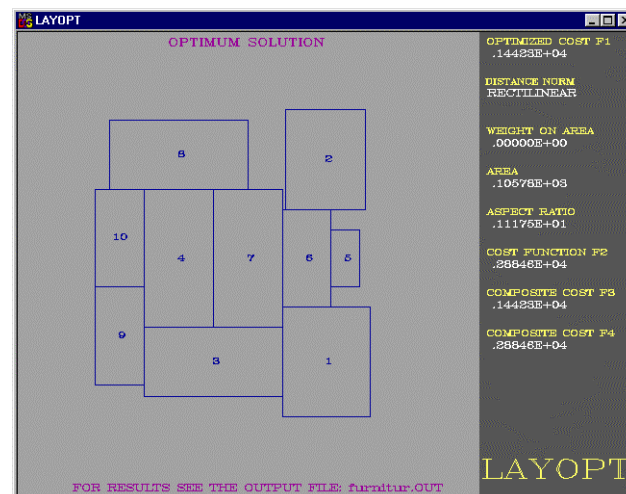 LAYOPT
OPTIMUM SOLUTION
8
2
10
4
7
6
5
9
3
1
FOR RESULTS SEE THE OUTPUT FILE: furnitur.OUT
OPTIMIZED COST F1
.14423E+04
DISTANCE NORM
RECTILINEAR
WEIGHT ON AREA
.00000E+00
AREA
.10578E+03
ASPECT RATIO
.11175E+01
COST FUNCTION F2
.28846E+04
COMPOSITE COST F3
.14423E+04
COMPOSITE COST F4
.28846E+04
LAYOPT